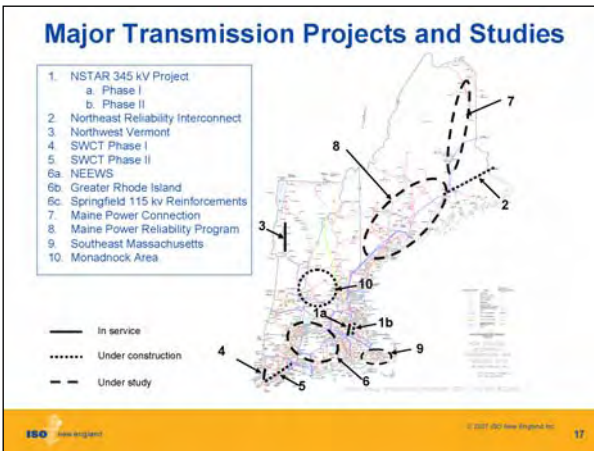 Major Transmission Projects and Studies
1. NSTAR 345 kV Project
a. Phase I
b. Phase II
2. Northeast Reliability Interconnect
3. Northwest Vermont
4. SWCT Phase I
5. SWCT Phase II
6a. NEEWS
6b. Greater Rhode Island
6c. Springfield 115 kv Reinforcements
7. Maine Power Connection
8. Maine Power Reliability Program
9. Southeast Massachusetts
10. Monadnock Area
7
8
2
3
10
1a
1b
9
4
5
6
In service
Under construction
Under study
ISO new england
© 2007 ISO New England Inc.
17